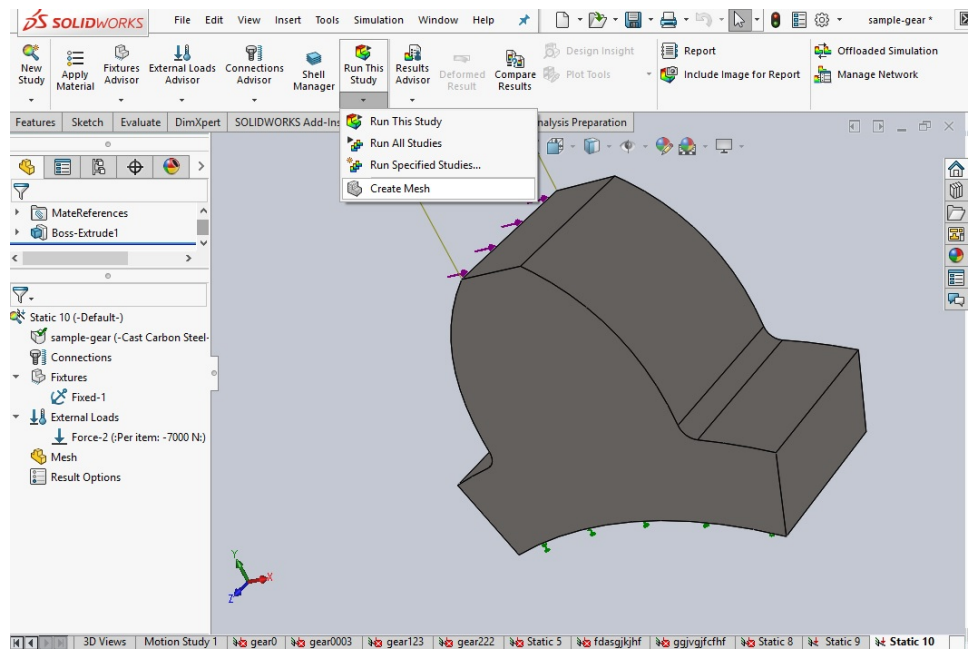 SOLIDWORKS File Edit View Insert Tools Simulation Window Help sample-gear *
New Study
Apply Material
Fixtures Advisor
External Loads Advisor
Connections Advisor
Shell Manager
Run This Study
Results Advisor
Deformed Result
Compare Results
Design Insight
Plot Tools
Report
Include Image for Report
Offloaded Simulation
Manage Network
Features Sketch Evaluate DimXpert SOLIDWORKS Add-Ins nalysis Preparation
Run This Study
Run All Studies
Run Specified Studies...
Create Mesh
MateReferences
Boss-Extrude1
Static 10 (-Default-)
sample-gear (-Cast Carbon Steel-
Connections
Fixtures
Fixed-1
External Loads
Force-2 (:Per item: -7000 N:)
Mesh
Result Options
Y
X
Z
3D Views Motion Study 1 gear0 gear0003 gear123 gear222 Static 5 fdasgjkjhf ggjvgjfcfhf Static 8 Static 9 Static 10